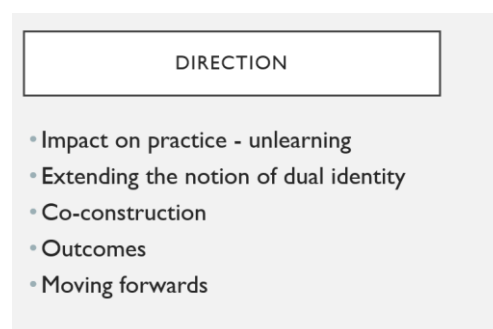 DIRECTION
• Impact on practice - unlearning
• Extending the notion of dual identity
• Co-construction
• Outcomes
• Moving forwards